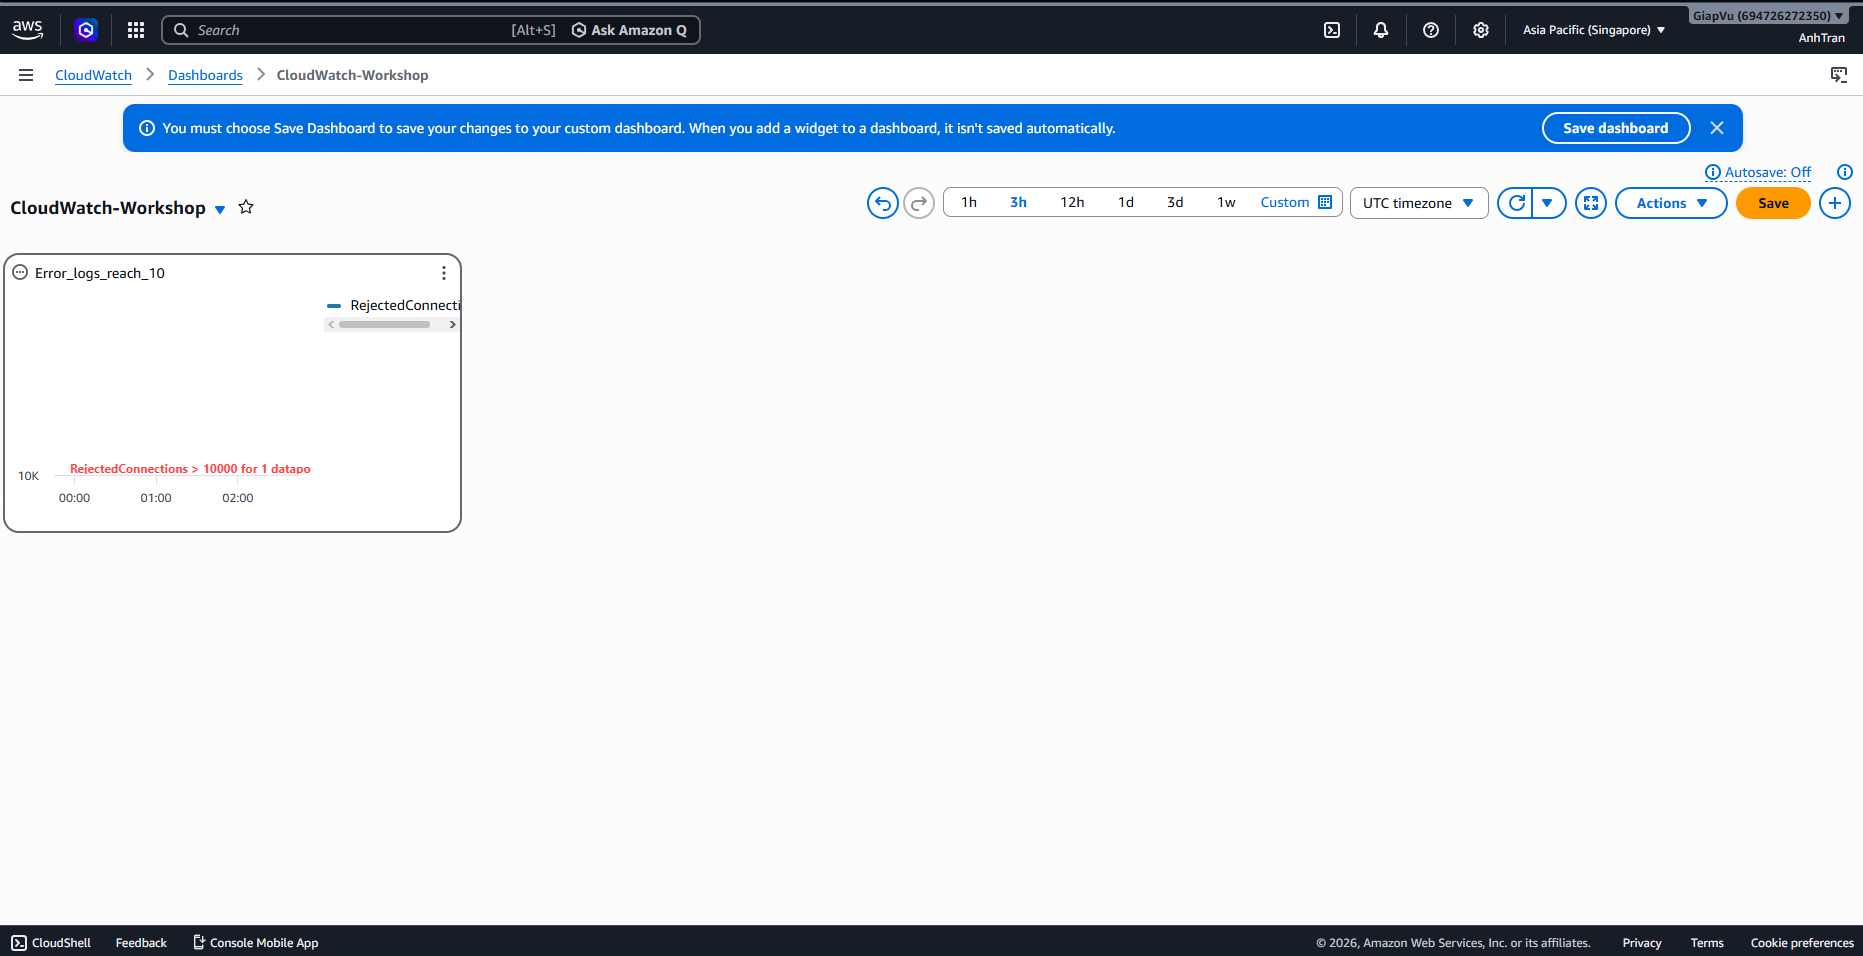 aws
Search
[Alt+S]
Ask Amazon Q
Asia Pacific (Singapore)
GiapVu (694726272350)
AnhTran
CloudWatch
Dashboards
CloudWatch-Workshop
You must choose Save Dashboard to save your changes to your custom dashboard. When you add a widget to a dashboard, it isn't saved automatically.
Save dashboard
Autosave: Off
CloudWatch-Workshop
1h
3h
12h
1d
3d
1w
Custom
UTC timezone
Actions
Save
Error_logs_reach_10
RejectedConnecti
RejectedConnections > 10000 for 1 datapo
10K
00:00
01:00
02:00
CloudShell
Feedback
Console Mobile App
© 2026, Amazon Web Services, Inc. or its affiliates.
Privacy
Terms
Cookie preferences